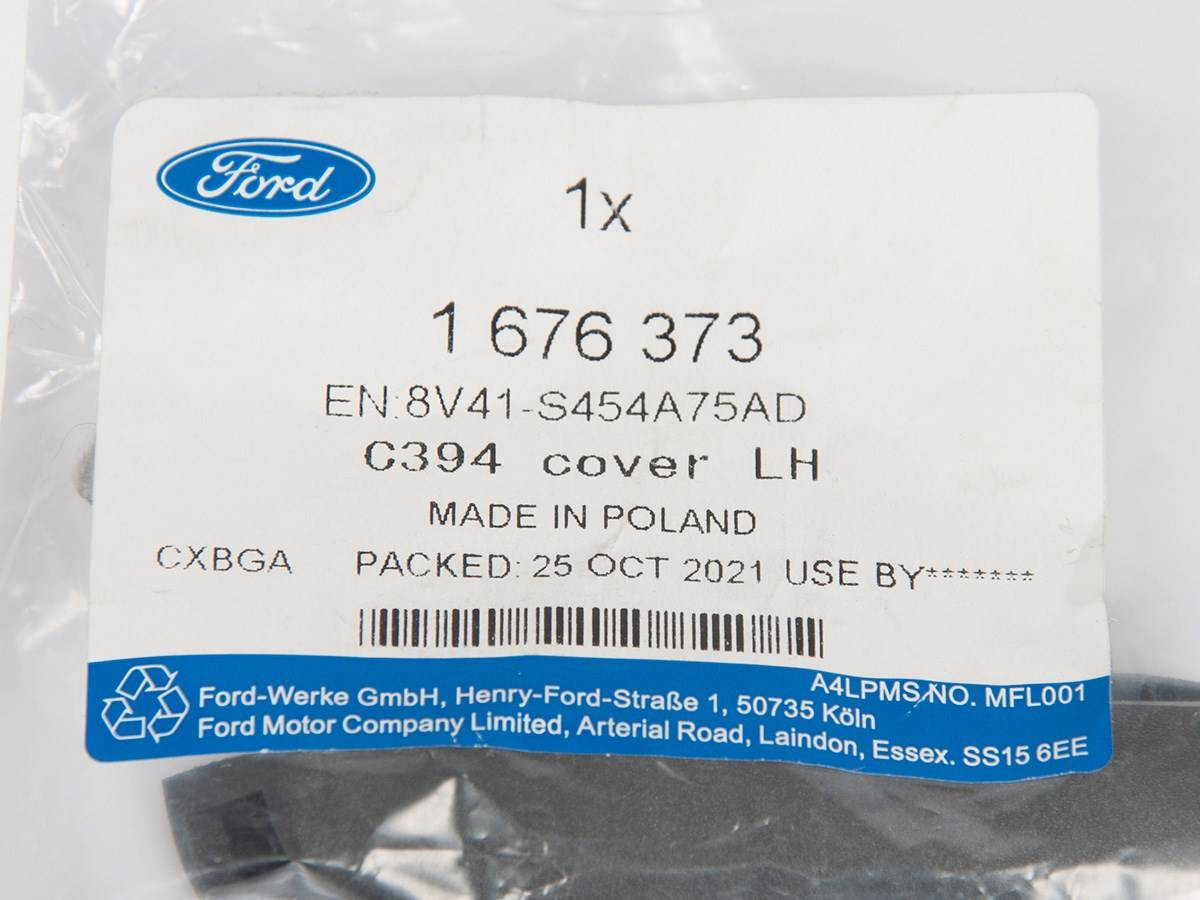 Ford
1x
1 676 373
EN:8V41-S454A75AD
C394 cover LH
MADE IN POLAND
CXBGA PACKED: 25 OCT 2021 USE BY*******
A4LPMS NO. MFL001
Ford-Werke GmbH, Henry-Ford-Straße 1, 50735 Köln
Ford Motor Company Limited, Arterial Road, Laindon, Essex. SS15 6EE